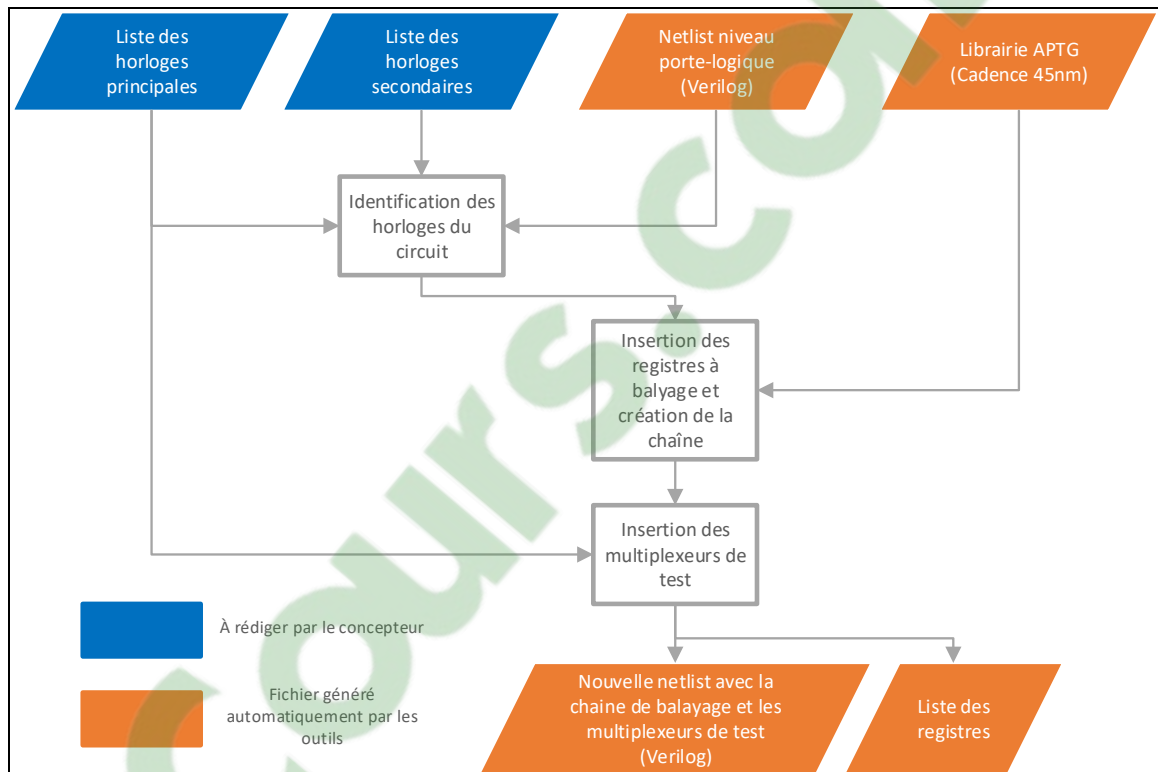 Liste des
horloges
principales
Liste des
horloges
secondaires
Netlist niveau
porte-logique
(Verilog)
Librairie APTG
(Cadence 45nm)
Identification des
horloges du
circuit
Insertion des
registres à
balyage et
création de la
chaîne
Insertion des
multiplexeurs de
test
À rédiger par le concepteur
Fichier généré
automatiquement par les
outils
Nouvelle netlist avec la
chaine de balayage et les
multiplexeurs de test
(Verilog)
Liste des
registres